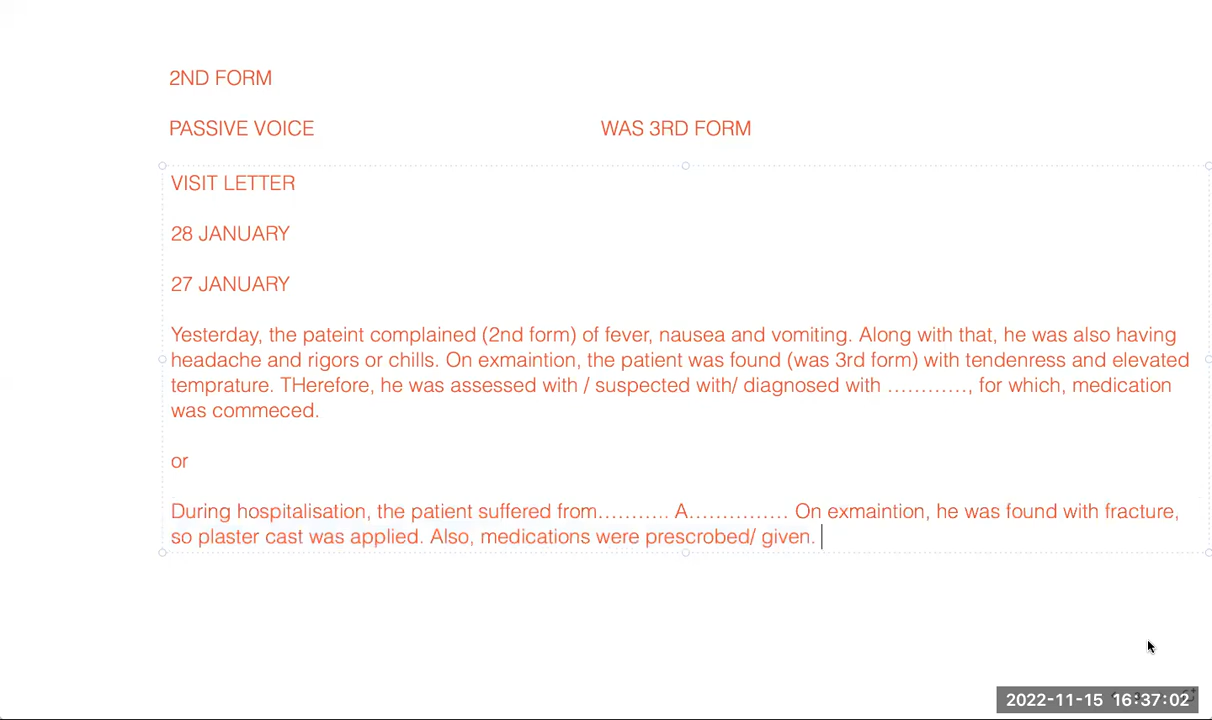 2ND FORM
PASSIVE VOICE WAS 3RD FORM
VISIT LETTER
28 JANUARY
27 JANUARY
Yesterday, the pateint complained (2nd form) of fever, nausea and vomiting. Along with that, he was also having
headache and rigors or chills. On exmaintion, the patient was found (was 3rd form) with tendenress and elevated
temprature. THerefore, he was assessed with / suspected with/ diagnosed with …………, for which, medication
was commeced.
or
During hospitalisation, the patient suffered from………. A…………… On exmaintion, he was found with fracture,
so plaster cast was applied. Also, medications were prescrobed/ given.
2022-11-15 16:37:02